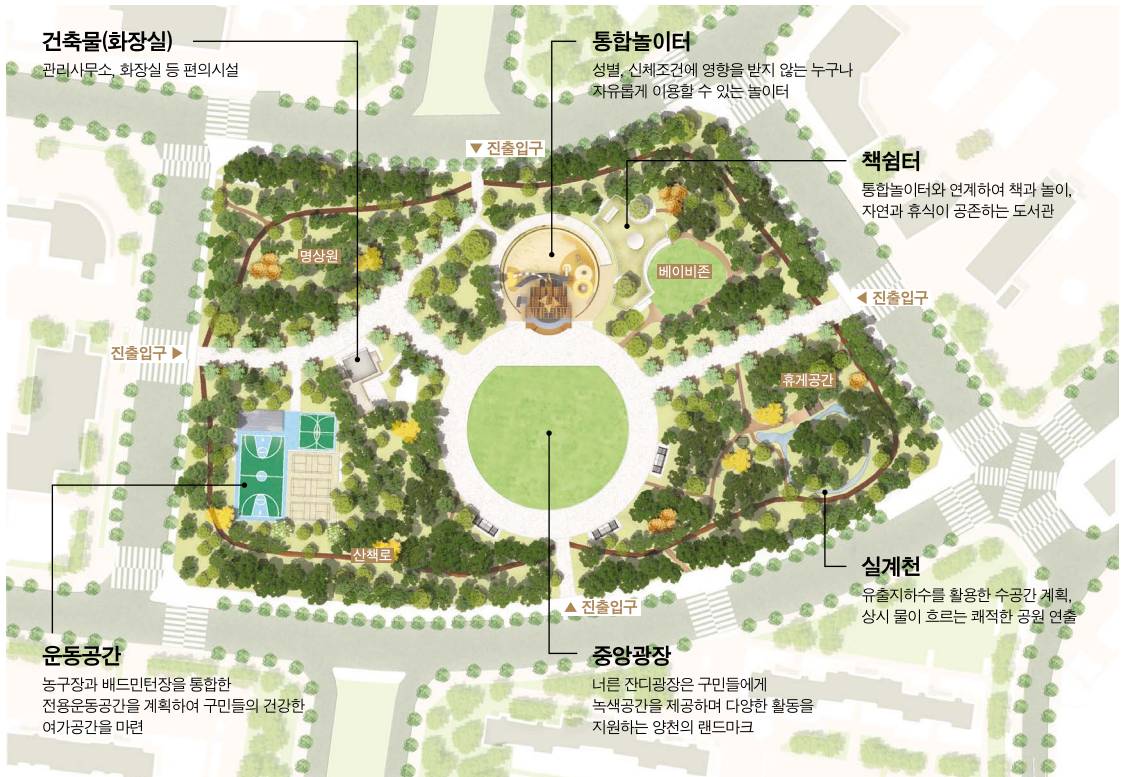 건축물(화장실)
관리사무소, 화장실 등 편의시설
통합놀이터
성별, 신체조건에 영향을 받지 않는 누구나
자유롭게 이용할 수 있는 놀이터
▼ 진출입구
책쉼터
통합놀이터와 연계하여 책과 놀이,
자연과 휴식이 공존하는 도서관
명상원
베이비존
◀ 진출입구
진출입구 ▶
휴게공간
산책로
실계천
유출지하수를 활용한 수공간 계획,
상시 물이 흐르는 쾌적한 공원 연출
▲ 진출입구
운동공간
농구장과 배드민턴장을 통합한
전용운동공간을 계획하여 구민들의 건강한
여가공간을 마련
중앙광장
너른 잔디광장은 구민들에게
녹색공간을 제공하며 다양한 활동을
지원하는 양천의 랜드마크